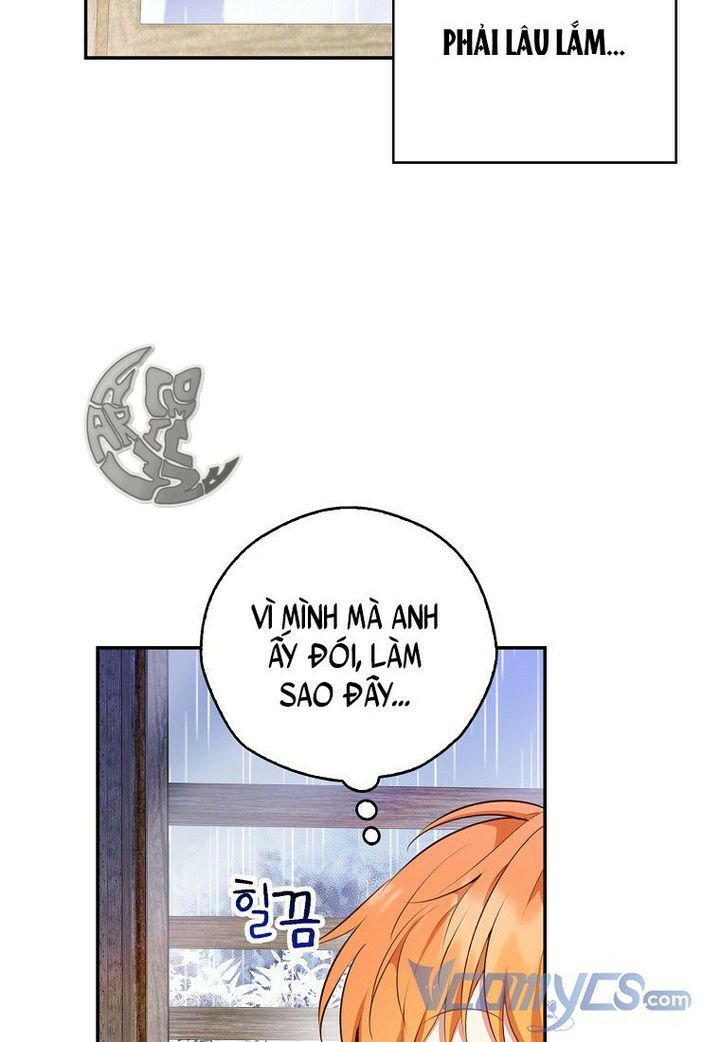 PHẢI LÂU LẮM...
VÌ MÌNH MÀ ANH
ẤY ĐÓI, LÀM
SAO ĐÂY...
힐끔
VCOMYCS.com